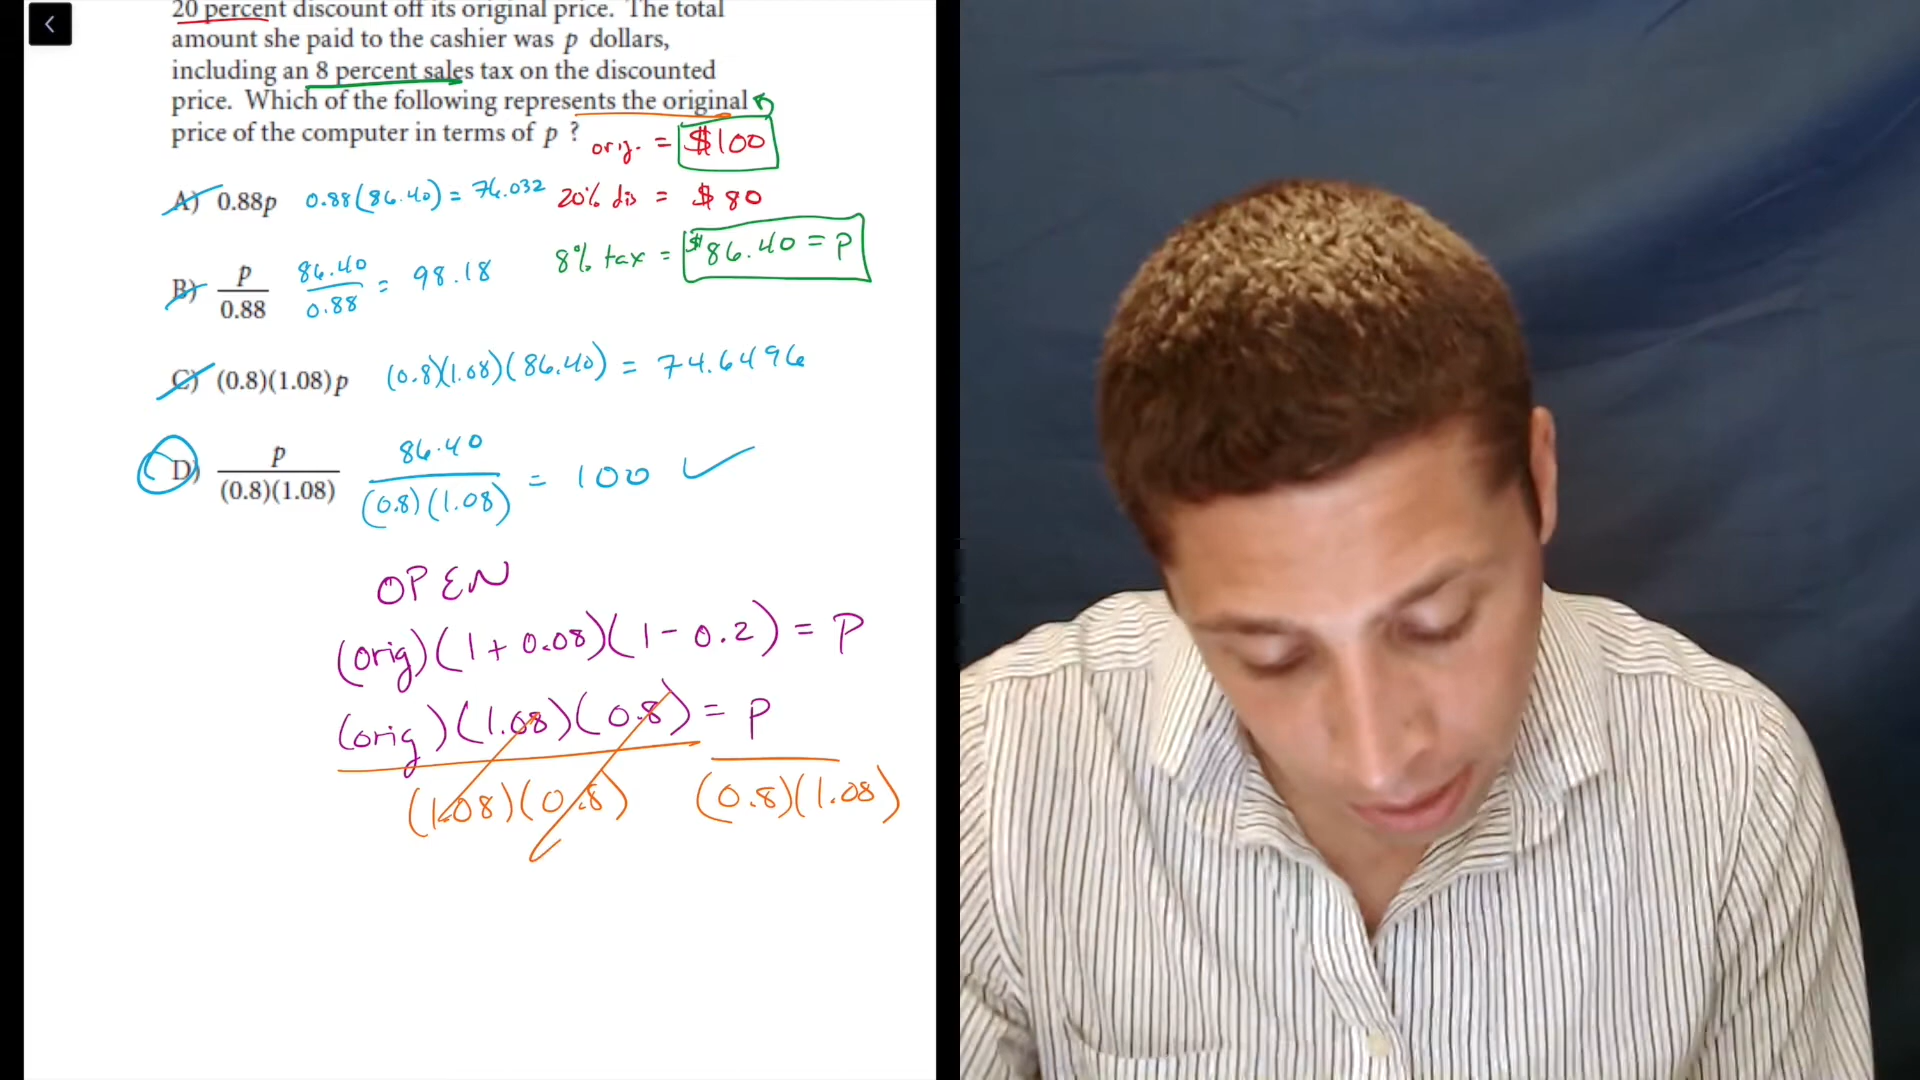 20 percent discount off its original price. The total
amount she paid to the cashier was p dollars,
including an 8 percent sales tax on the discounted
price. Which of the following represents the original
price of the computer in terms of p ?
orig. = $100
A) 0.88p 0.88(86.40) = 76.032
20% dis = $ 80
8% tax = $86.40 = P
B) p/0.88 86.40/0.88 = 98.18
C) (0.8)(1.08)p (0.8)(1.08)(86.40) = 74.6496
D) p/(0.8)(1.08) 86.40/(0.8)(1.08) = 100 ✓
OPEN
(orig)(1+0.08)(1-0.2) = P
(orig)(1.08)(0.8) = P
(1.08)(0.8) (0.8)(1.08)